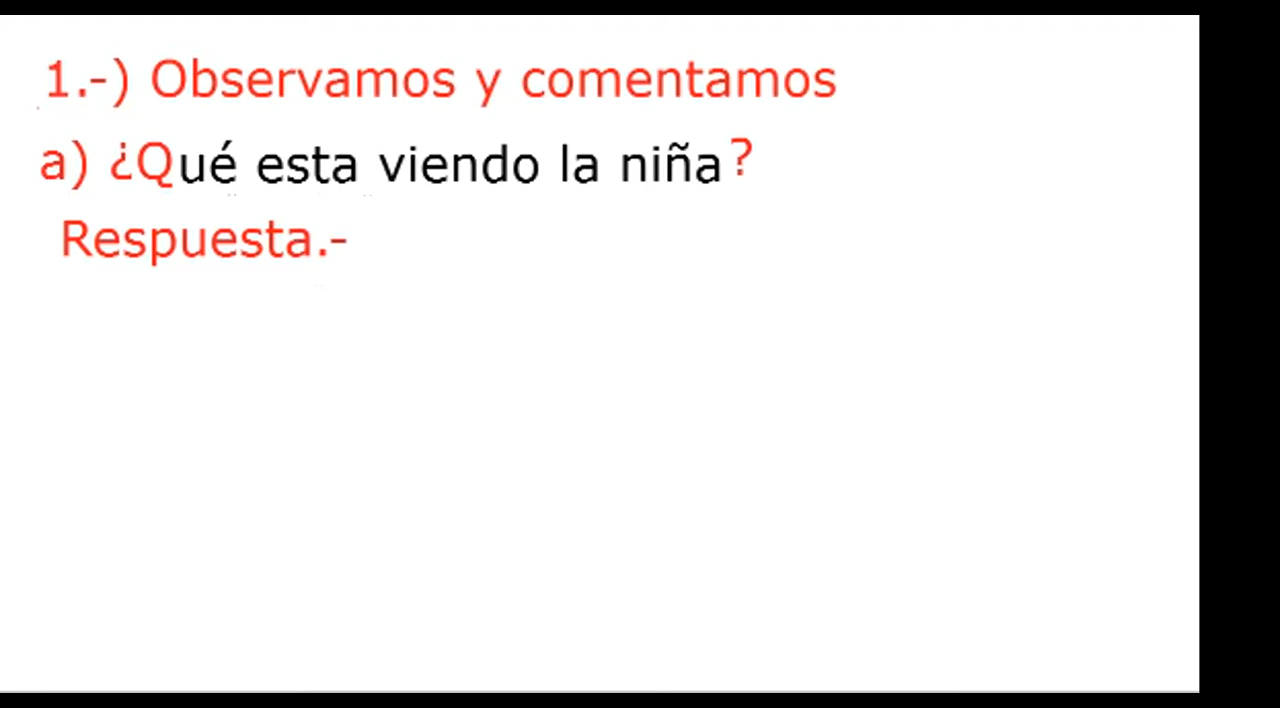 1.-) Observamos y comentamos
a) ¿Qué esta viendo la niña?
Respuesta.-